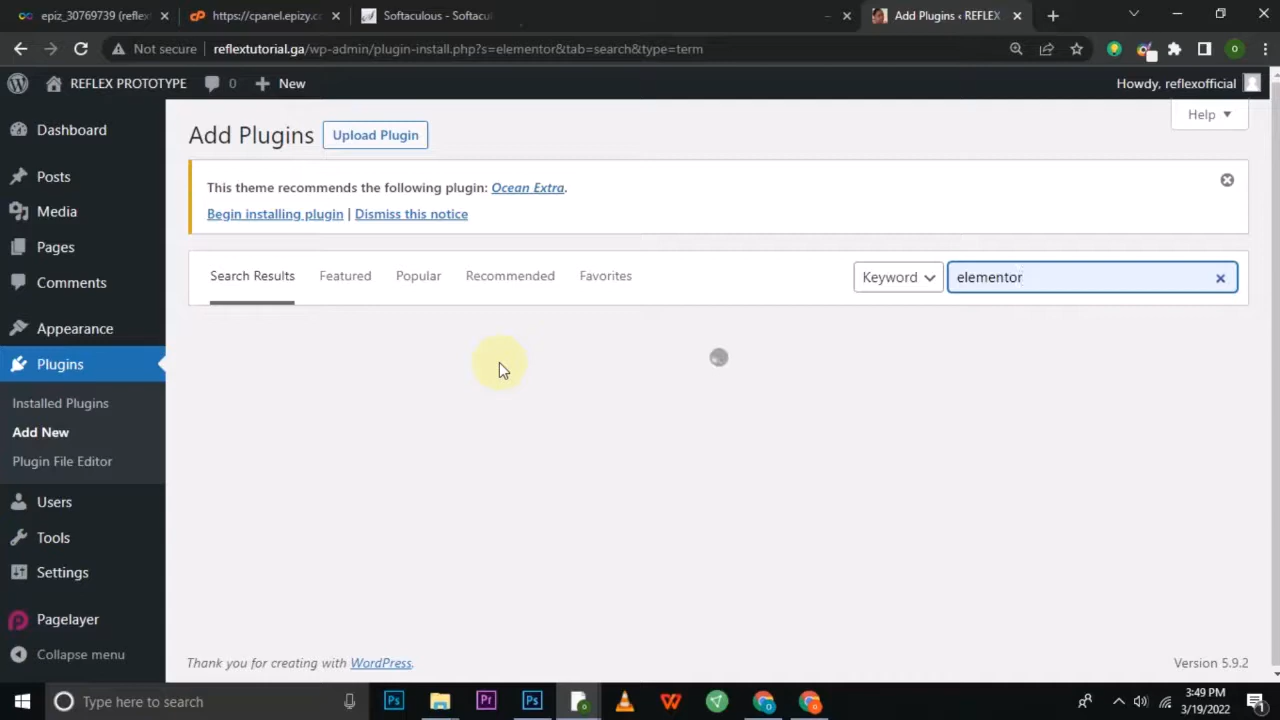 epiz_30769739 (reflex
https://cpanel.epizy.co
Softaculous - Softacul
Add Plugins ‹ REFLEX
Not secure
reflextutorial.ga/wp-admin/plugin-install.php?s=elementor&tab=search&type=term
REFLEX PROTOTYPE
0
New
Howdy, reflexofficial
Dashboard
Posts
Media
Pages
Comments
Appearance
Plugins
Installed Plugins
Add New
Plugin File Editor
Users
Tools
Settings
Pagelayer
Collapse menu
Help
Add Plugins
Upload Plugin
This theme recommends the following plugin: Ocean Extra.
Begin installing plugin | Dismiss this notice
Search Results
Featured
Popular
Recommended
Favorites
Keyword
elementor
Thank you for creating with WordPress.
Version 5.9.2
Type here to search
3:49 PM
3/19/2022